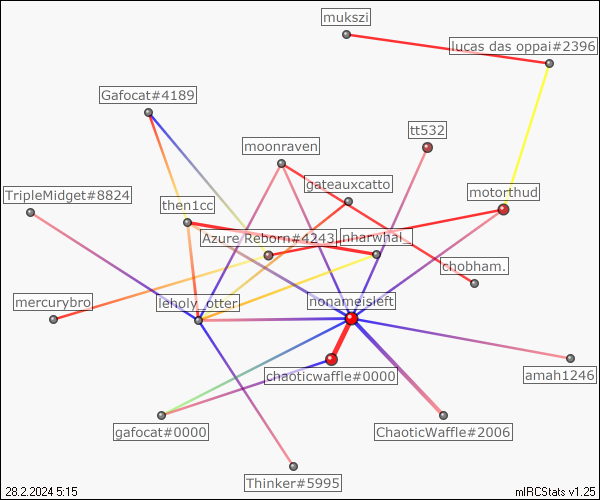 mukszi
lucas das oppai#2396
Gafocat#4189
tt532
moonraven
gateauxcatto
TripleMidget#8824
motorthud
then1cc
Azure Reborn#4243
nharwhal.
chobham.
mercurybro
leholy_otter
nonameisleft
chaoticwaffle#0000
amah1246
gafocat#0000
ChaoticWaffle#2006
Thinker#5995
28.2.2024 5:15
mIRCStats v1.25